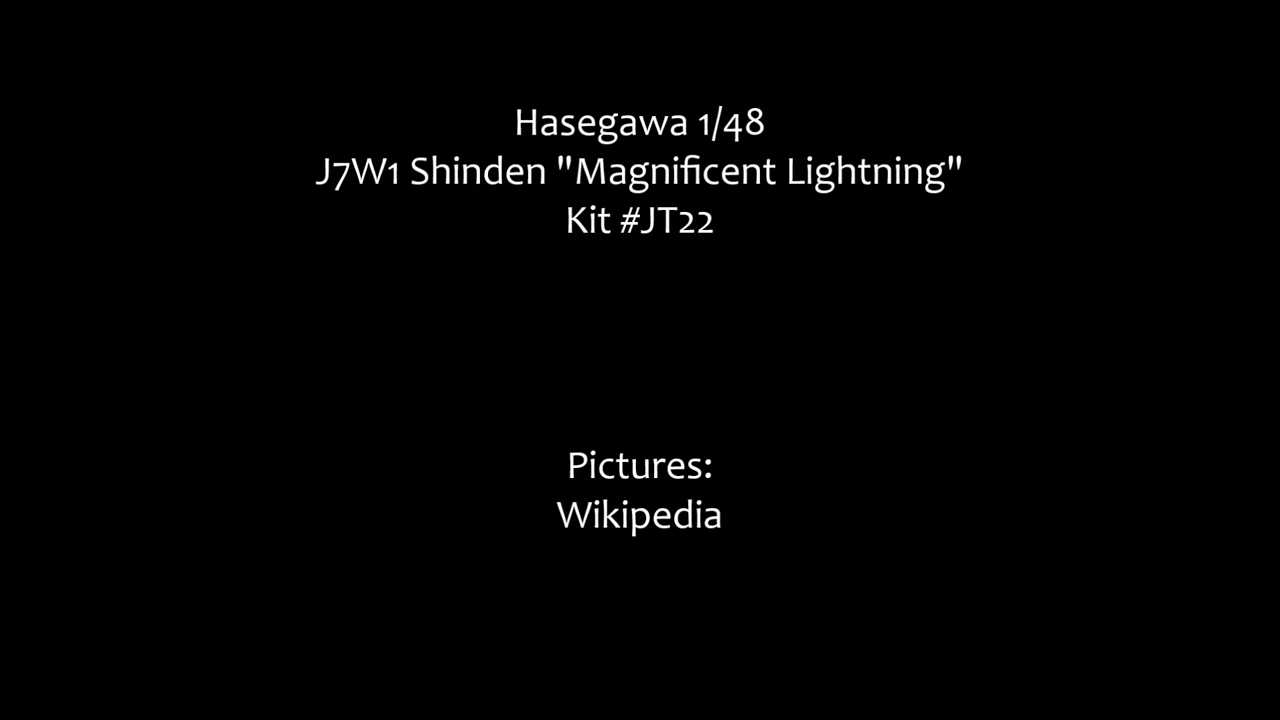 Hasegawa 1/48
J7W1 Shinden "Magnificent Lightning"
Kit #JT22
Pictures:
Wikipedia